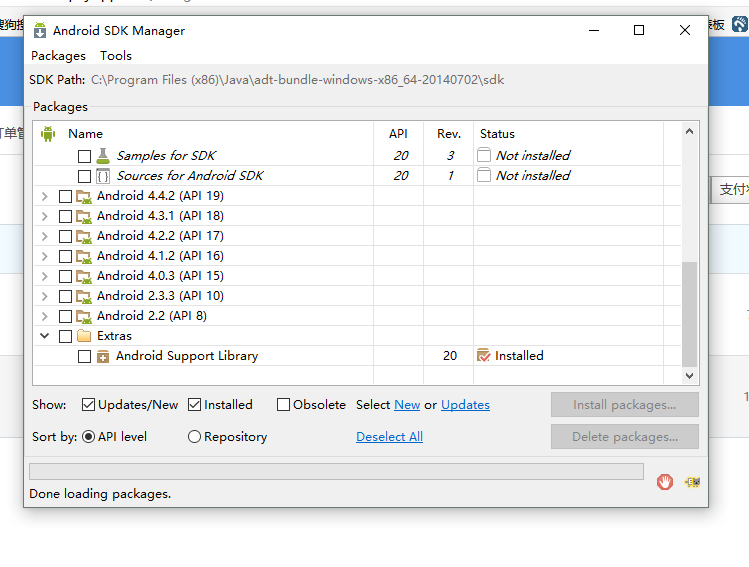 Android SDK Manager
Packages Tools
SDK Path: C:\Program Files (x86)\Java\adt-bundle-windows-x86_64-20140702\sdk
Packages
Name API Rev. Status
Samples for SDK 20 3 Not installed
Sources for Android SDK 20 1 Not installed
Android 4.4.2 (API 19)
Android 4.3.1 (API 18)
Android 4.2.2 (API 17)
Android 4.1.2 (API 16)
Android 4.0.3 (API 15)
Android 2.3.3 (API 10)
Android 2.2 (API 8)
Extras
Android Support Library 20 Installed
Show: Updates/New Installed Obsolete Select New or Updates Install packages...
Sort by: API level Repository Deselect All Delete packages...
Done loading packages.
支付